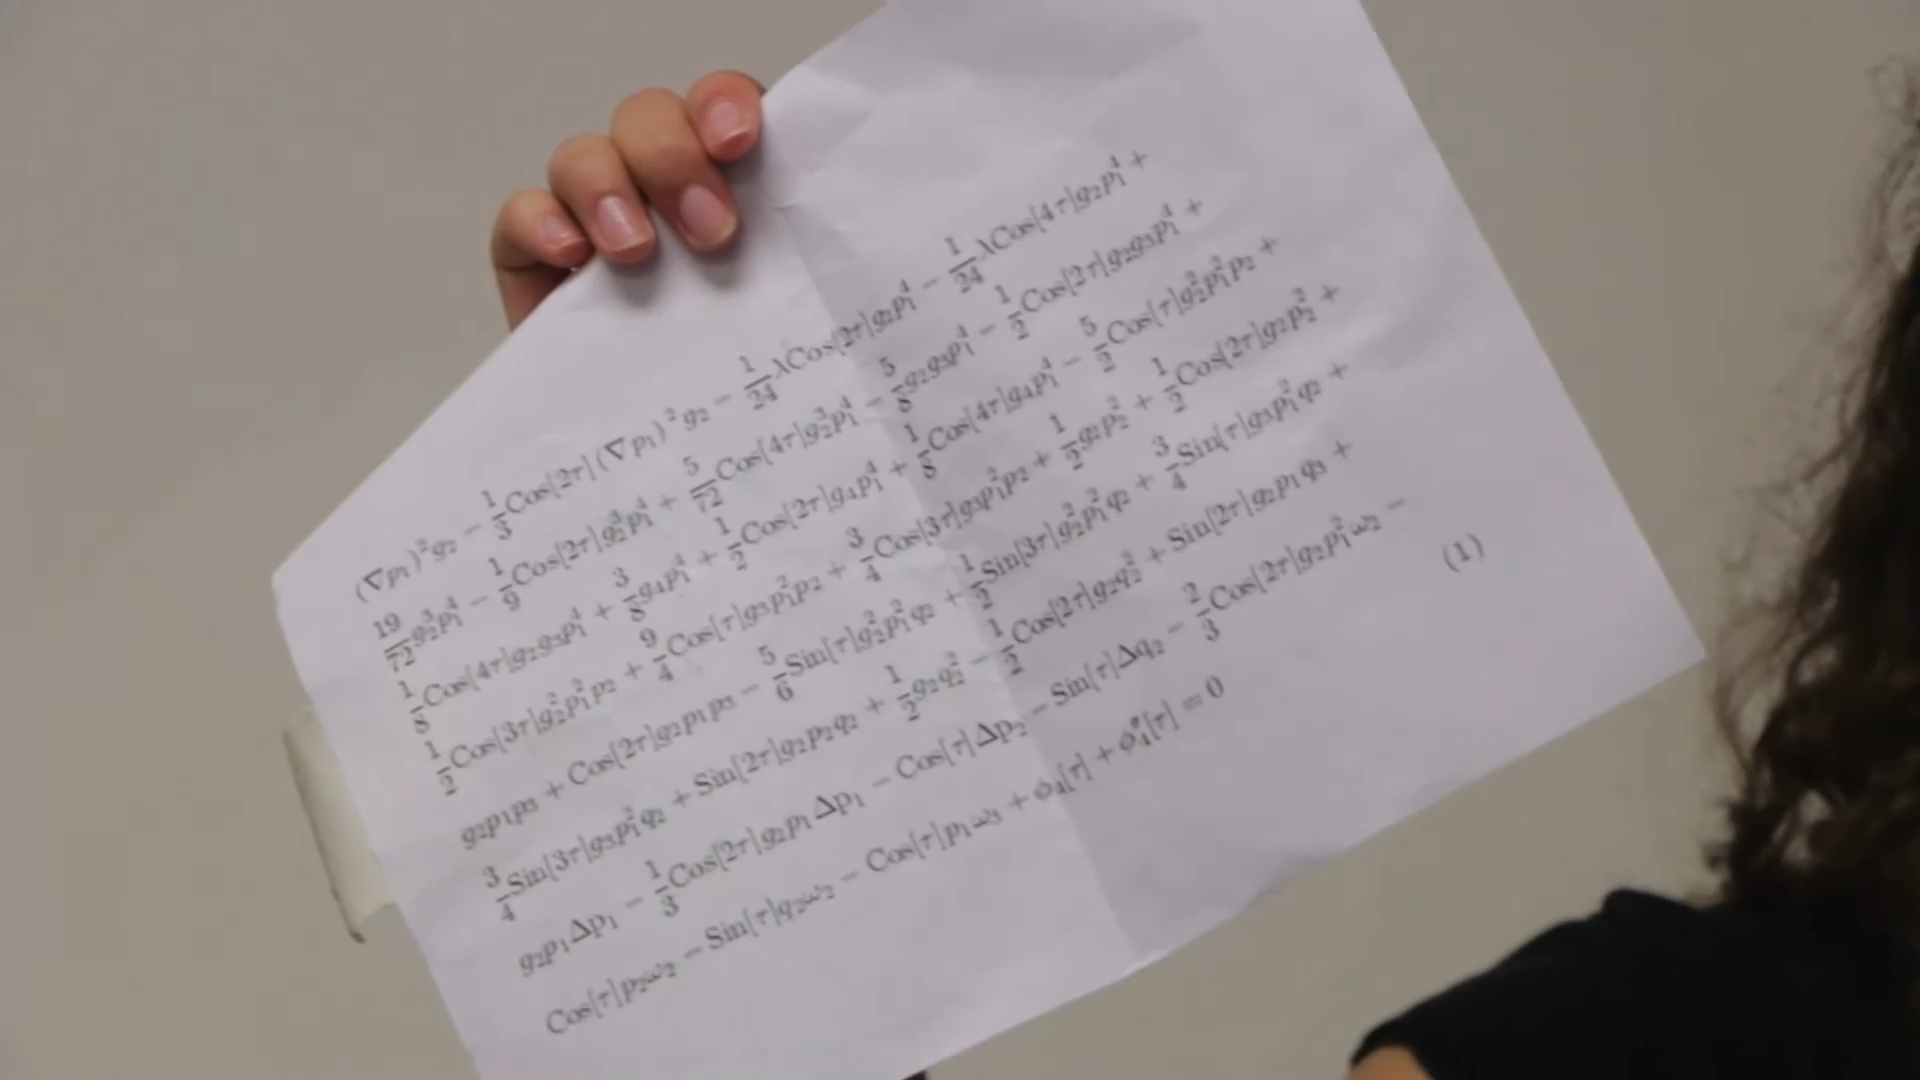 (∇p₁)²g₂ − 1/3 Cos[2τ](∇p₁)²g₂ − 1/24 λCos[2τ]g₂p₁⁴ − 1/24 λCos[4τ]g₂p₁⁴ +
19/72 g₂³p₁⁴ − 1/9 Cos[2τ]g₂³p₁⁴ + 5/72 Cos[4τ]g₂³p₁⁴ − 5/8 g₂g₃p₁⁴ − 1/2 Cos[2τ]g₂g₃p₁⁴ +
1/8 Cos[4τ]g₂g₃p₁⁴ + 3/8 g₄p₁⁴ + 1/2 Cos[2τ]g₄p₁⁴ + 1/8 Cos[4τ]g₄p₁⁴ − 5/2 Cos[τ]g₂²p₁²p₂ +
1/2 Cos[3τ]g₂²p₁²p₂ + 9/4 Cos[τ]g₃p₁²p₂ + 3/4 Cos[3τ]g₃p₁²p₂ + 1/2 g₂p₂² + 1/2 Cos[2τ]g₂p₂² +
g₂p₁p₃ + Cos[2τ]g₂p₁p₃ − 5/6 Sin[τ]g₂²p₁²q₂ + 1/2 Sin[3τ]g₂²p₁²q₂ + 3/4 Sin[τ]g₃p₁²q₂ +
3/4 Sin[3τ]g₃p₁²q₂ + Sin[2τ]g₂p₂q₂ + 1/2 g₂q₂² − 1/2 Cos[2τ]g₂q₂² + Sin[2τ]g₂p₁q₃ +
g₂p₁Δp₁ − 1/3 Cos[2τ]g₂p₁Δp₁ − Cos[τ]Δp₂ − Sin[τ]Δq₂ − 2/3 Cos[2τ]g₂p₁²ω₂ −
Cos[τ]p₂ω₂ − Sin[τ]q₂ω₂ − Cos[τ]p₁ω₃ + ϕ₄[τ] + ϕ₄″[τ] = 0
(1)